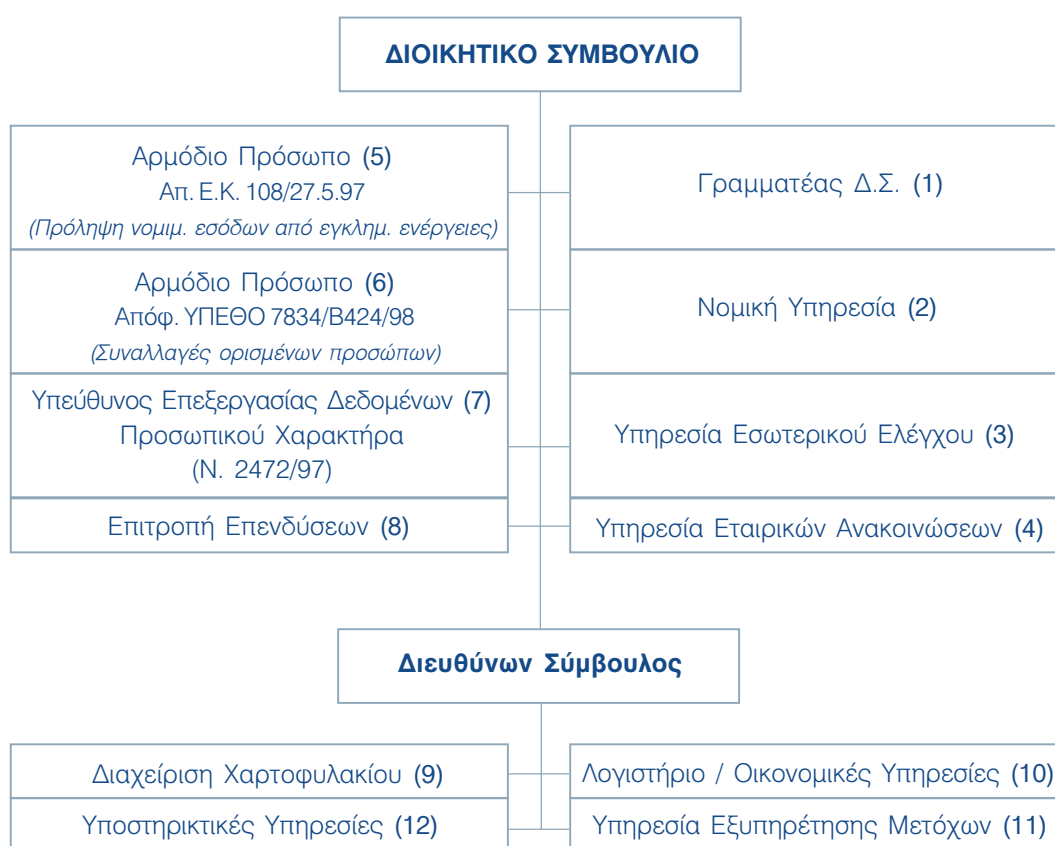 ΔΙΟΙΚΗΤΙΚΟ ΣΥΜΒΟΥΛΙΟ
Αρμόδιο Πρόσωπο (5)
Απ. Ε.Κ. 108/27.5.97
(Πρόληψη νομιμ. εσόδων από εγκλημ. ενέργειες)
Γραμματέας Δ.Σ. (1)
Αρμόδιο Πρόσωπο (6)
Απόφ. ΥΠΕΘΟ 7834/Β424/98
(Συναλλαγές ορισμένων προσώπων)
Νομική Υπηρεσία (2)
Υπεύθυνος Επεξεργασίας Δεδομένων (7)
Προσωπικού Χαρακτήρα
(Ν. 2472/97)
Υπηρεσία Εσωτερικού Ελέγχου (3)
Επιτροπή Επενδύσεων (8)
Υπηρεσία Εταιρικών Ανακοινώσεων (4)
Διευθύνων Σύμβουλος
Διαχείριση Χαρτοφυλακίου (9)
Λογιστήριο / Οικονομικές Υπηρεσίες (10)
Υποστηρικτικές Υπηρεσίες (12)
Υπηρεσία Εξυπηρέτησης Μετόχων (11)